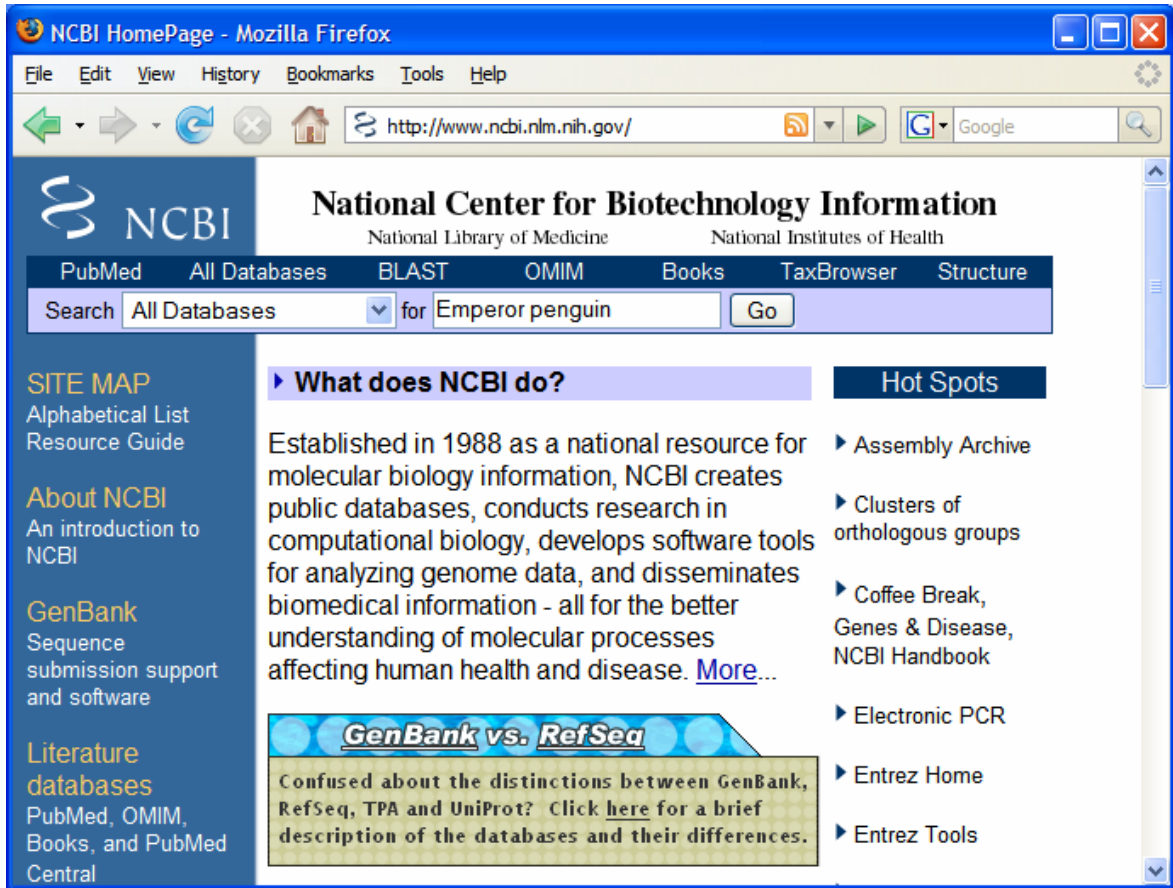 NCBI HomePage - Mozilla Firefox
File Edit View History Bookmarks Tools Help
http://www.ncbi.nlm.nih.gov/ G Google
NCBI
National Center for Biotechnology Information
National Library of Medicine National Institutes of Health
PubMed All Databases BLAST OMIM Books TaxBrowser Structure
Search All Databases for Emperor penguin Go
SITE MAP
Alphabetical List
Resource Guide
About NCBI
An introduction to
NCBI
GenBank
Sequence
submission support
and software
Literature
databases
PubMed, OMIM,
Books, and PubMed
Central
What does NCBI do?
Established in 1988 as a national resource for
molecular biology information, NCBI creates
public databases, conducts research in
computational biology, develops software tools
for analyzing genome data, and disseminates
biomedical information - all for the better
understanding of molecular processes
affecting human health and disease. More...
GenBank vs. RefSeq
Confused about the distinctions between GenBank,
RefSeq, TPA and UniProt? Click here for a brief
description of the databases and their differences.
Hot Spots
Assembly Archive
Clusters of
orthologous groups
Coffee Break,
Genes & Disease,
NCBI Handbook
Electronic PCR
Entrez Home
Entrez Tools